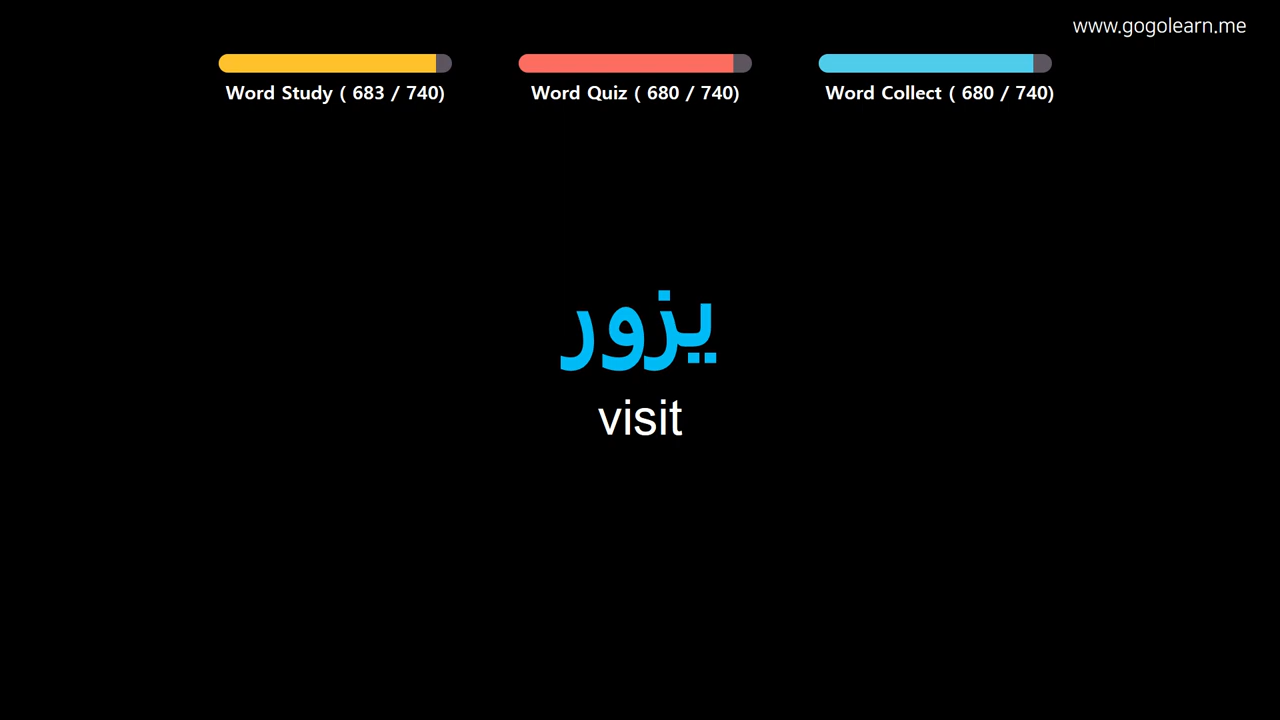 www.gogolearn.me
Word Study ( 683 / 740)
Word Quiz ( 680 / 740)
Word Collect ( 680 / 740)
يزور
visit